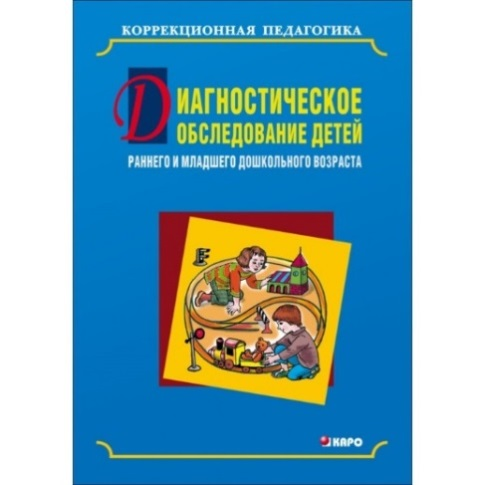 КОРРЕКЦИОННАЯ ПЕДАГОГИКА
ДИАГНОСТИЧЕСКОЕ
ОБСЛЕДОВАНИЕ ДЕТЕЙ
РАННЕГО И МЛАДШЕГО ДОШКОЛЬНОГО ВОЗРАСТА
КАРО